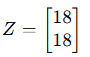 Z = [18
18]